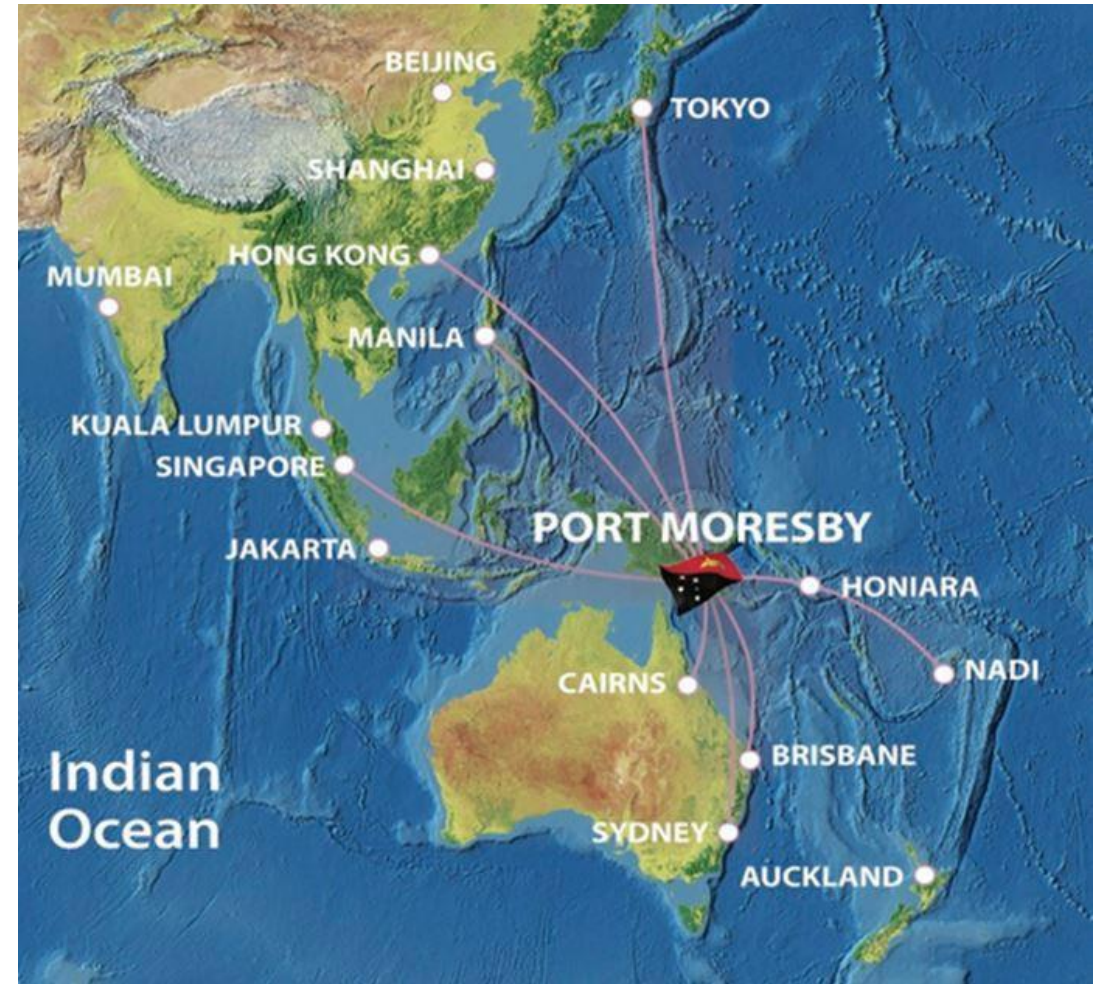 BEIJING
TOKYO
SHANGHAI
HONG KONG
MUMBAI
MANILA
KUALA LUMPUR
SINGAPORE
PORT MORESBY
JAKARTA
HONIARA
NADI
CAIRNS
BRISBANE
Indian
Ocean
SYDNEY
AUCKLAND